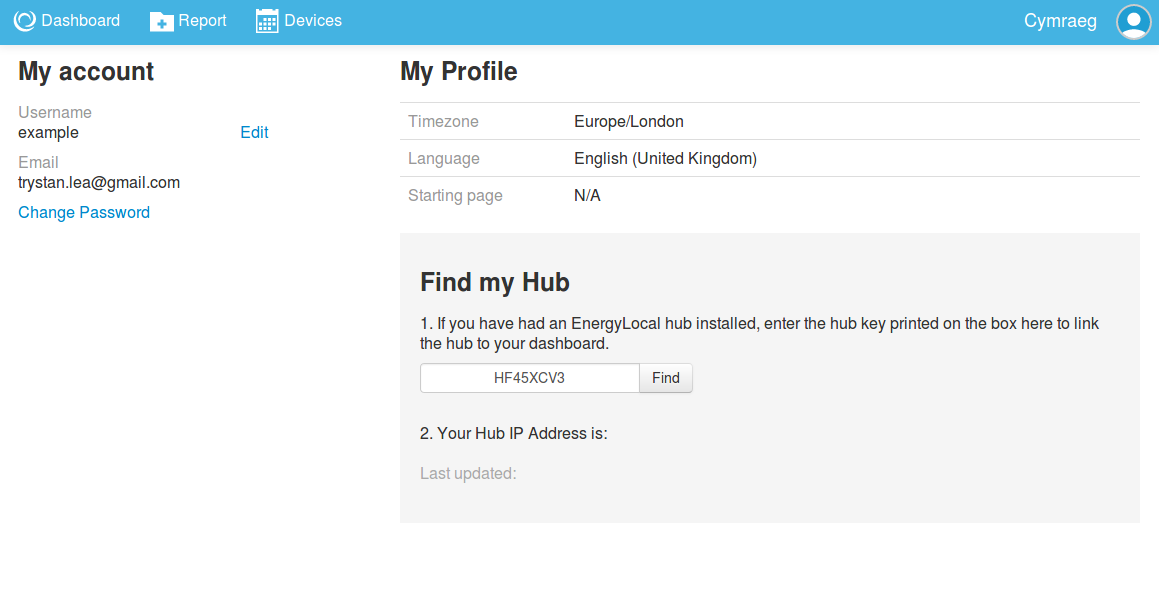 Dashboard Report Devices Cymraeg
My account
Username
example Edit
Email
trystan.lea@gmail.com
Change Password
My Profile
Timezone Europe/London
Language English (United Kingdom)
Starting page N/A
Find my Hub
1. If you have had an EnergyLocal hub installed, enter the hub key printed on the box here to link
the hub to your dashboard.
HF45XCV3 Find
2. Your Hub IP Address is:
Last updated: